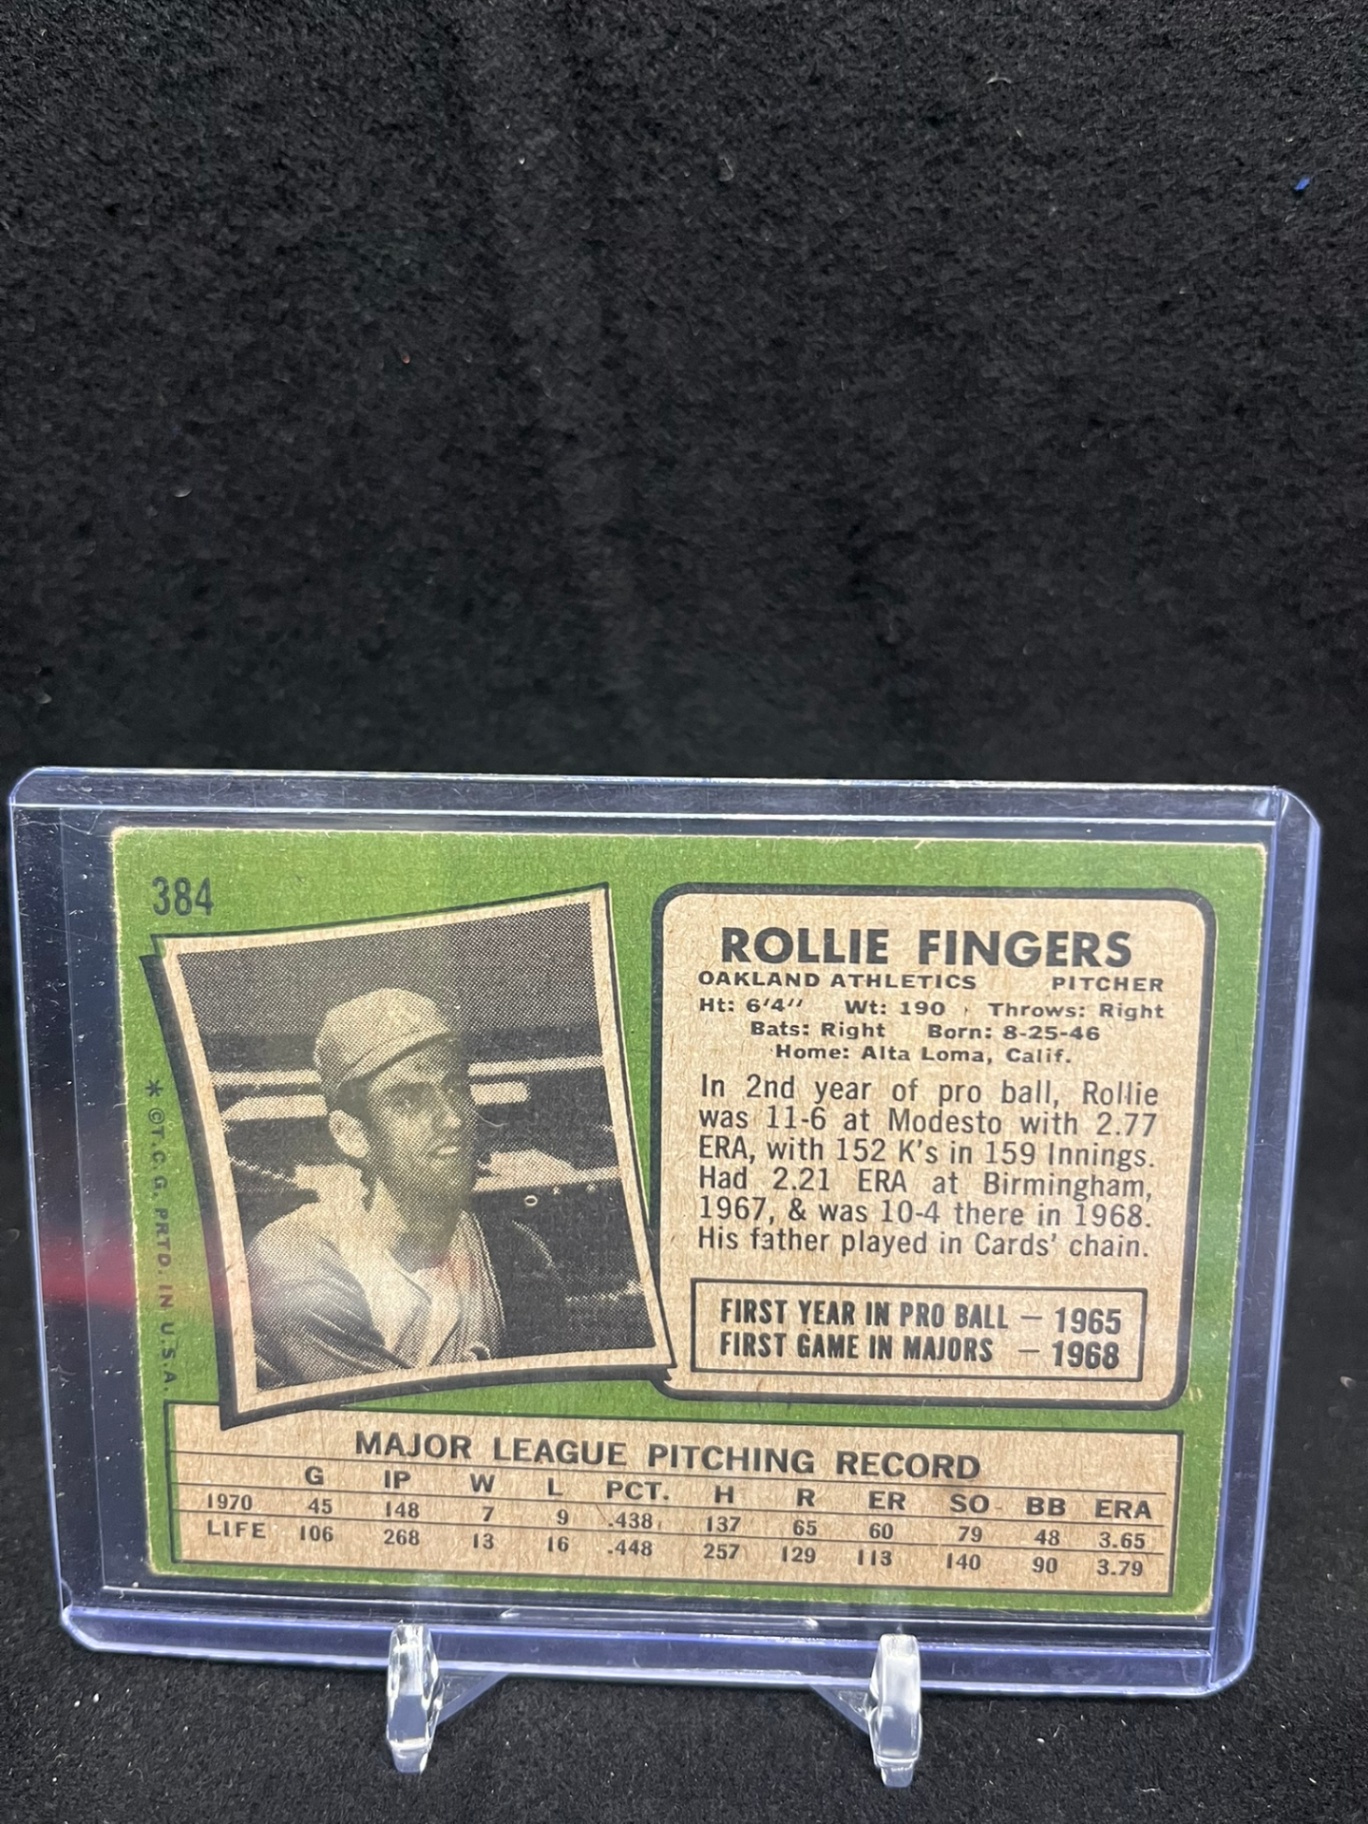 384
ROLLIE FINGERS
OAKLAND ATHLETICS PITCHER
Ht: 6'4" Wt: 190 Throws: Right
Bats: Right Born: 8-25-46
Home: Alta Loma, Calif.
In 2nd year of pro ball, Rollie
was 11-6 at Modesto with 2.77
ERA, with 152 K's in 159 Innings.
Had 2.21 ERA at Birmingham,
1967, & was 10-4 there in 1968.
His father played in Cards' chain.
FIRST YEAR IN PRO BALL — 1965
FIRST GAME IN MAJORS — 1968
* ©T.C.G. PRTD. IN U.S.A.
MAJOR LEAGUE PITCHING RECORD
G IP W L PCT. H R ER SO BB ERA
1970 45 148 7 9 .438 137 65 60 79 48 3.65
LIFE 106 268 13 16 .448 257 129 113 140 90 3.79